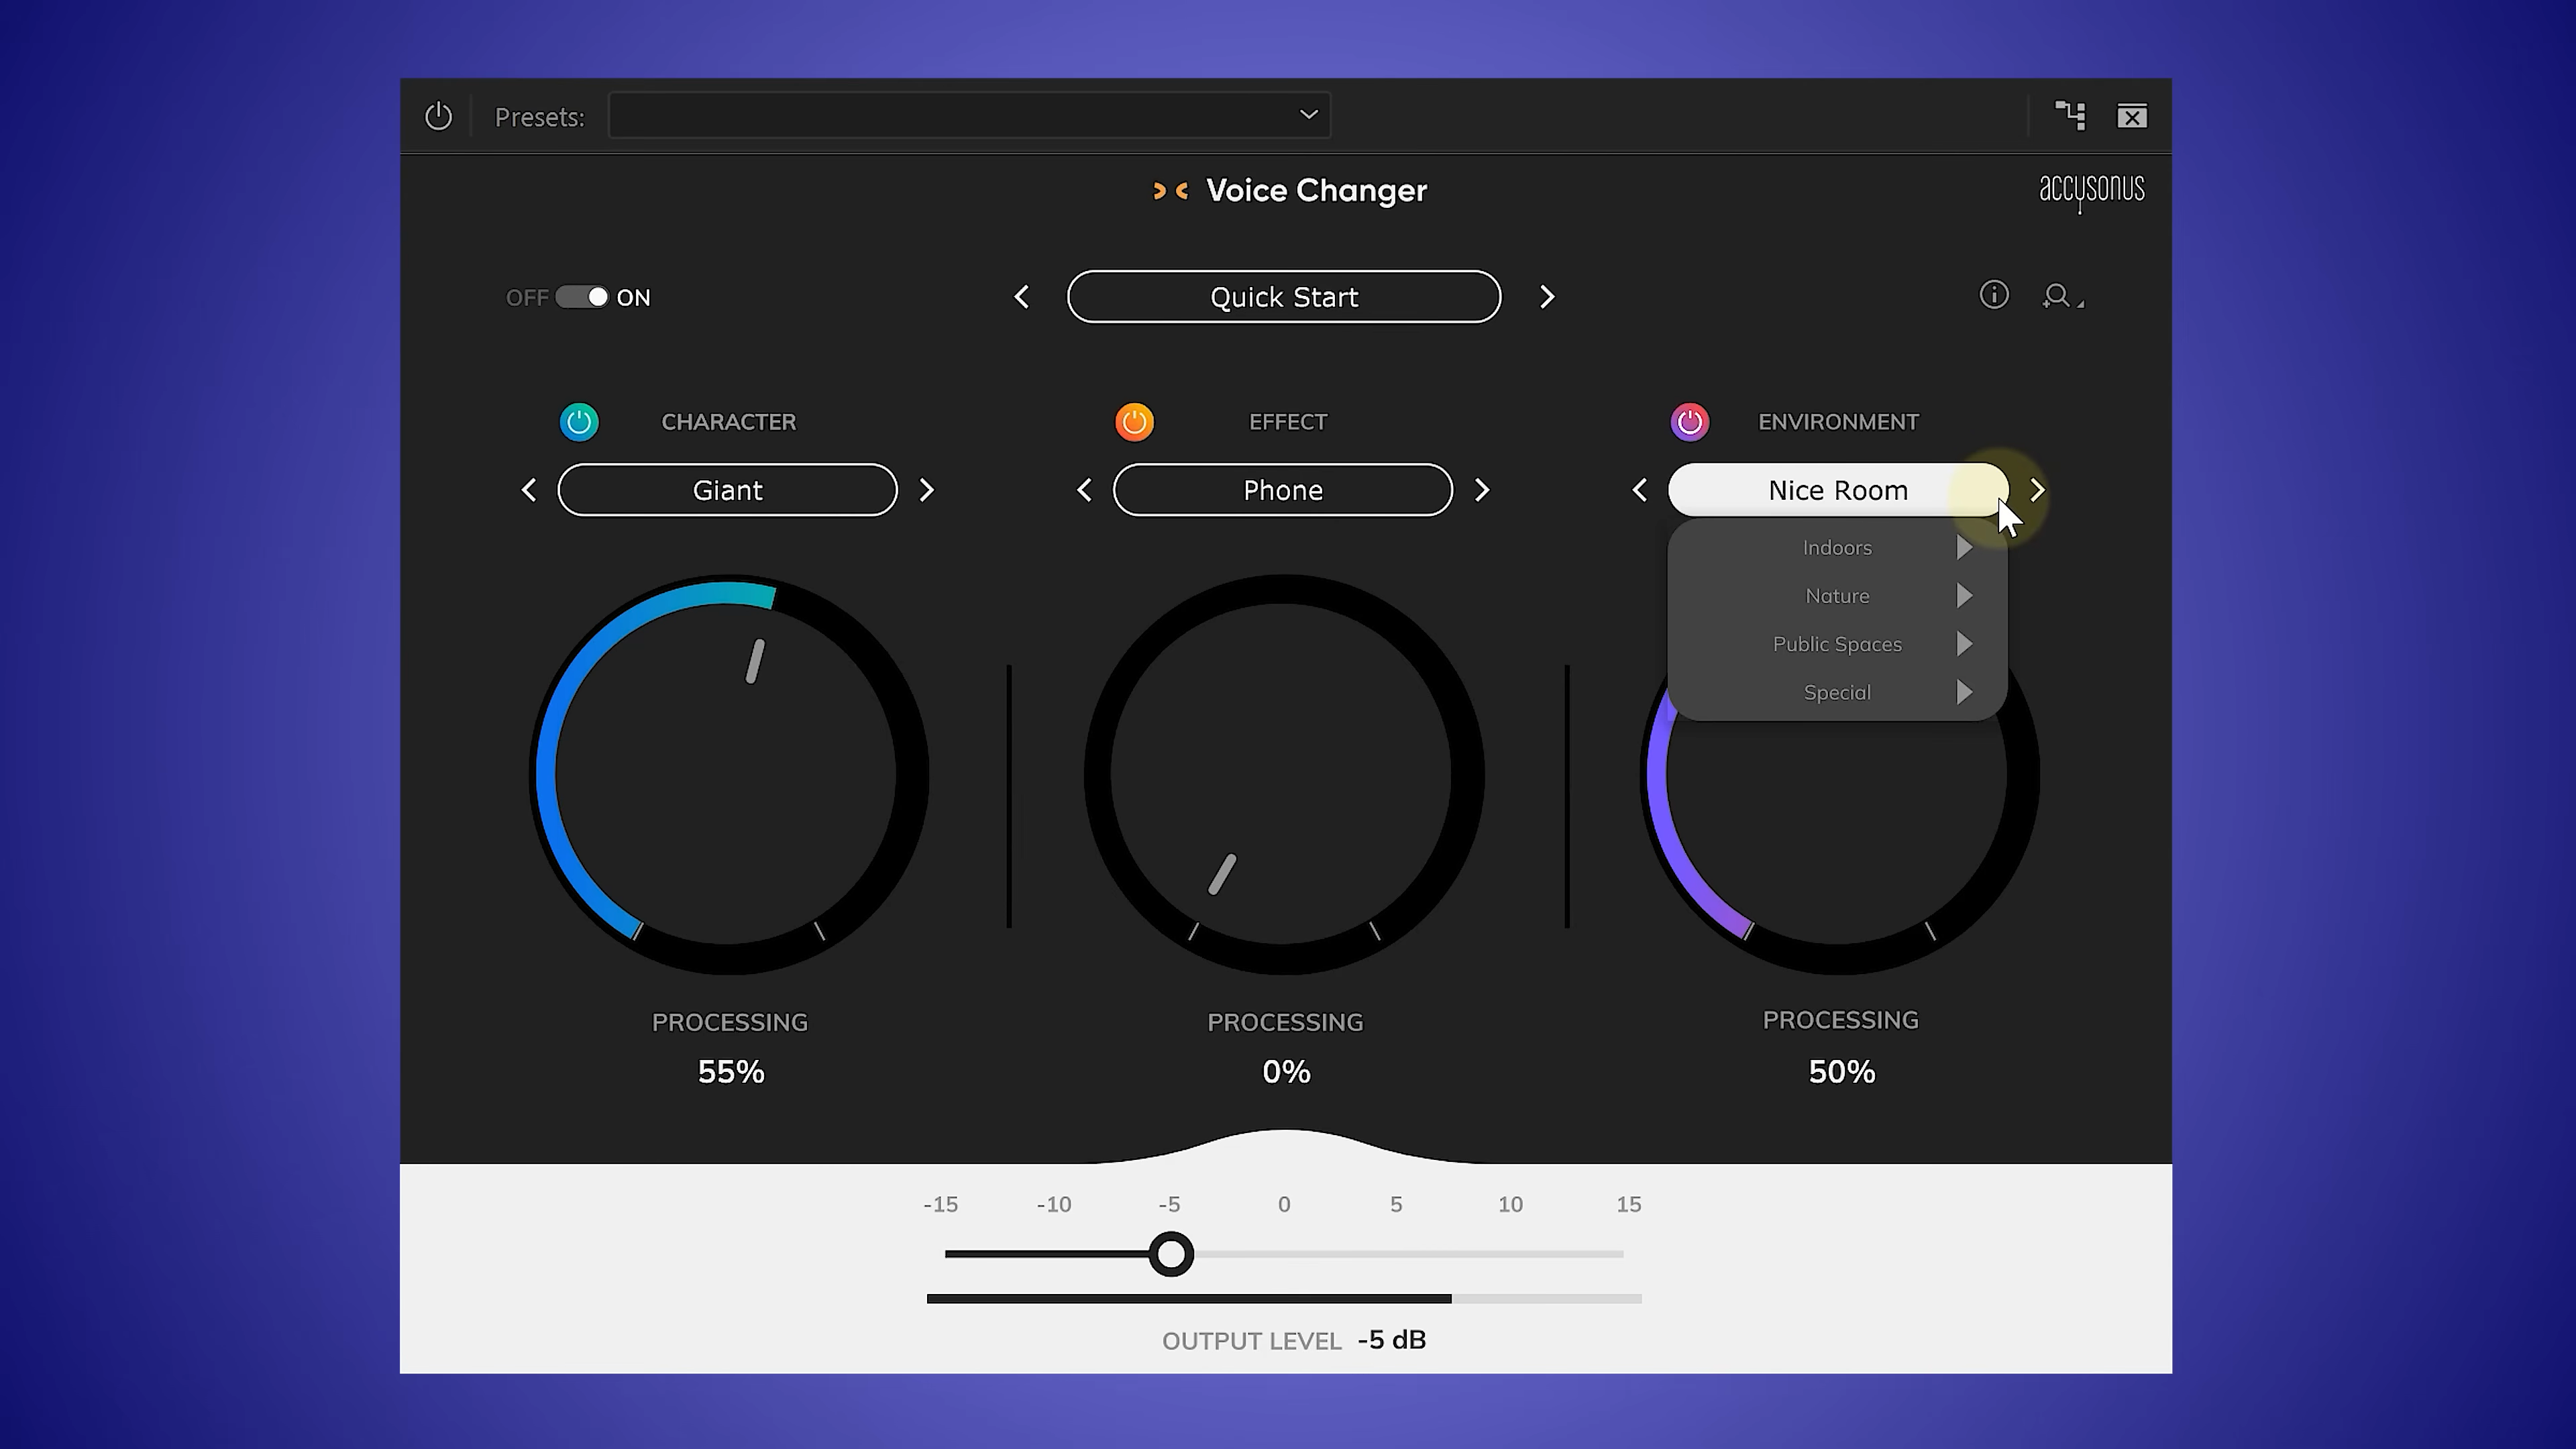 Presets:
Voice Changer
accusonus
OFF ON
Quick Start
CHARACTER
EFFECT
ENVIRONMENT
Giant
Phone
Nice Room
Indoors
Nature
Public Spaces
Special
PROCESSING
PROCESSING
PROCESSING
55%
0%
50%
-15 -10 -5 0 5 10 15
OUTPUT LEVEL -5 dB